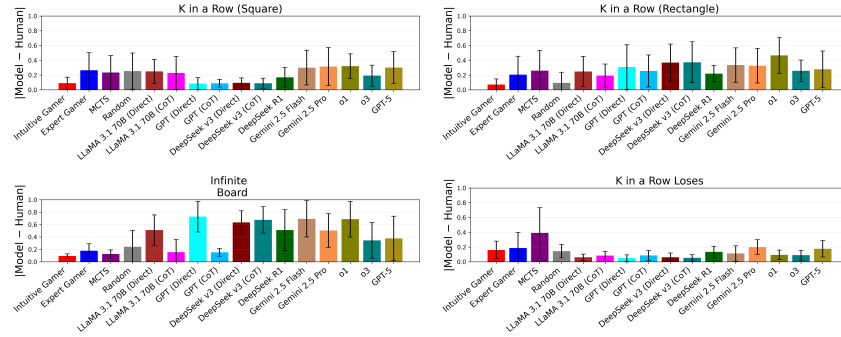 K in a Row (Square)
|Model − Human|
1.0
0.8
0.6
0.4
0.2
0.0
Intuitive Gamer
Expert Gamer
MCTS
Random
LLaMA 3.1 70B (Direct)
LLaMA 3.1 70B (CoT)
GPT (Direct)
GPT (CoT)
DeepSeek v3 (Direct)
DeepSeek v3 (CoT)
DeepSeek R1
Gemini 2.5 Flash
Gemini 2.5 Pro
o1
o3
GPT-5
K in a Row (Rectangle)
|Model − Human|
1.0
0.8
0.6
0.4
0.2
0.0
Intuitive Gamer
Expert Gamer
MCTS
Random
LLaMA 3.1 70B (Direct)
LLaMA 3.1 70B (CoT)
GPT (Direct)
GPT (CoT)
DeepSeek v3 (Direct)
DeepSeek v3 (CoT)
DeepSeek R1
Gemini 2.5 Flash
Gemini 2.5 Pro
o1
o3
GPT-5
Infinite
Board
|Model − Human|
1.0
0.8
0.6
0.4
0.2
0.0
Intuitive Gamer
Expert Gamer
MCTS
Random
LLaMA 3.1 70B (Direct)
LLaMA 3.1 70B (CoT)
GPT (Direct)
GPT (CoT)
DeepSeek v3 (Direct)
DeepSeek v3 (CoT)
DeepSeek R1
Gemini 2.5 Flash
Gemini 2.5 Pro
o1
o3
GPT-5
K in a Row Loses
|Model − Human|
1.0
0.8
0.6
0.4
0.2
0.0
Intuitive Gamer
Expert Gamer
MCTS
Random
LLaMA 3.1 70B (Direct)
LLaMA 3.1 70B (CoT)
GPT (Direct)
GPT (CoT)
DeepSeek v3 (Direct)
DeepSeek v3 (CoT)
DeepSeek R1
Gemini 2.5 Flash
Gemini 2.5 Pro
o1
o3
GPT-5